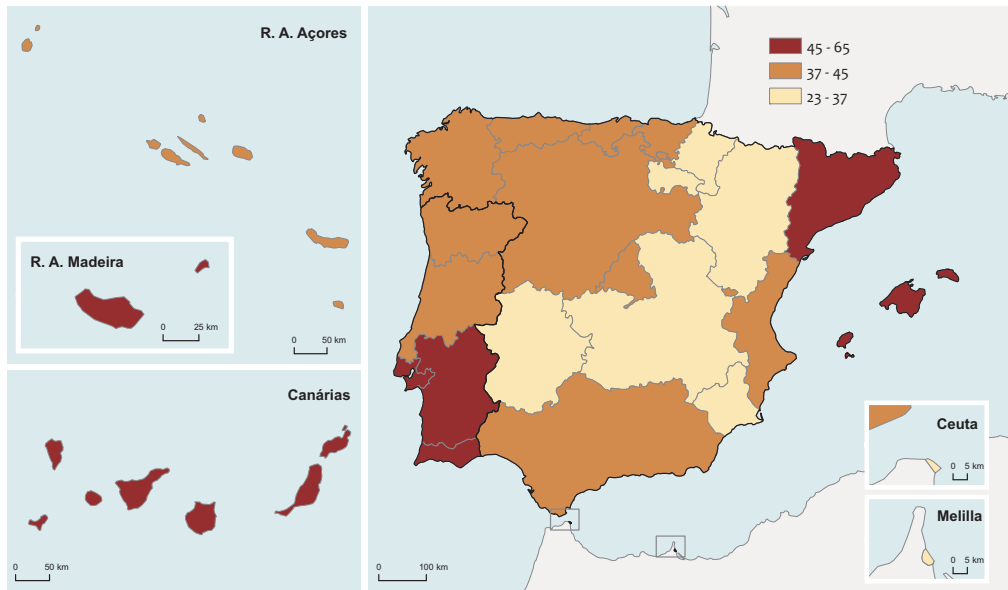 R. A. Açores
R. A. Madeira
0 25 km
0 50 km
Canárias
0 50 km
45 - 65
37 - 45
23 - 37
0 100 km
Ceuta
0 5 km
Melilla
0 5 km